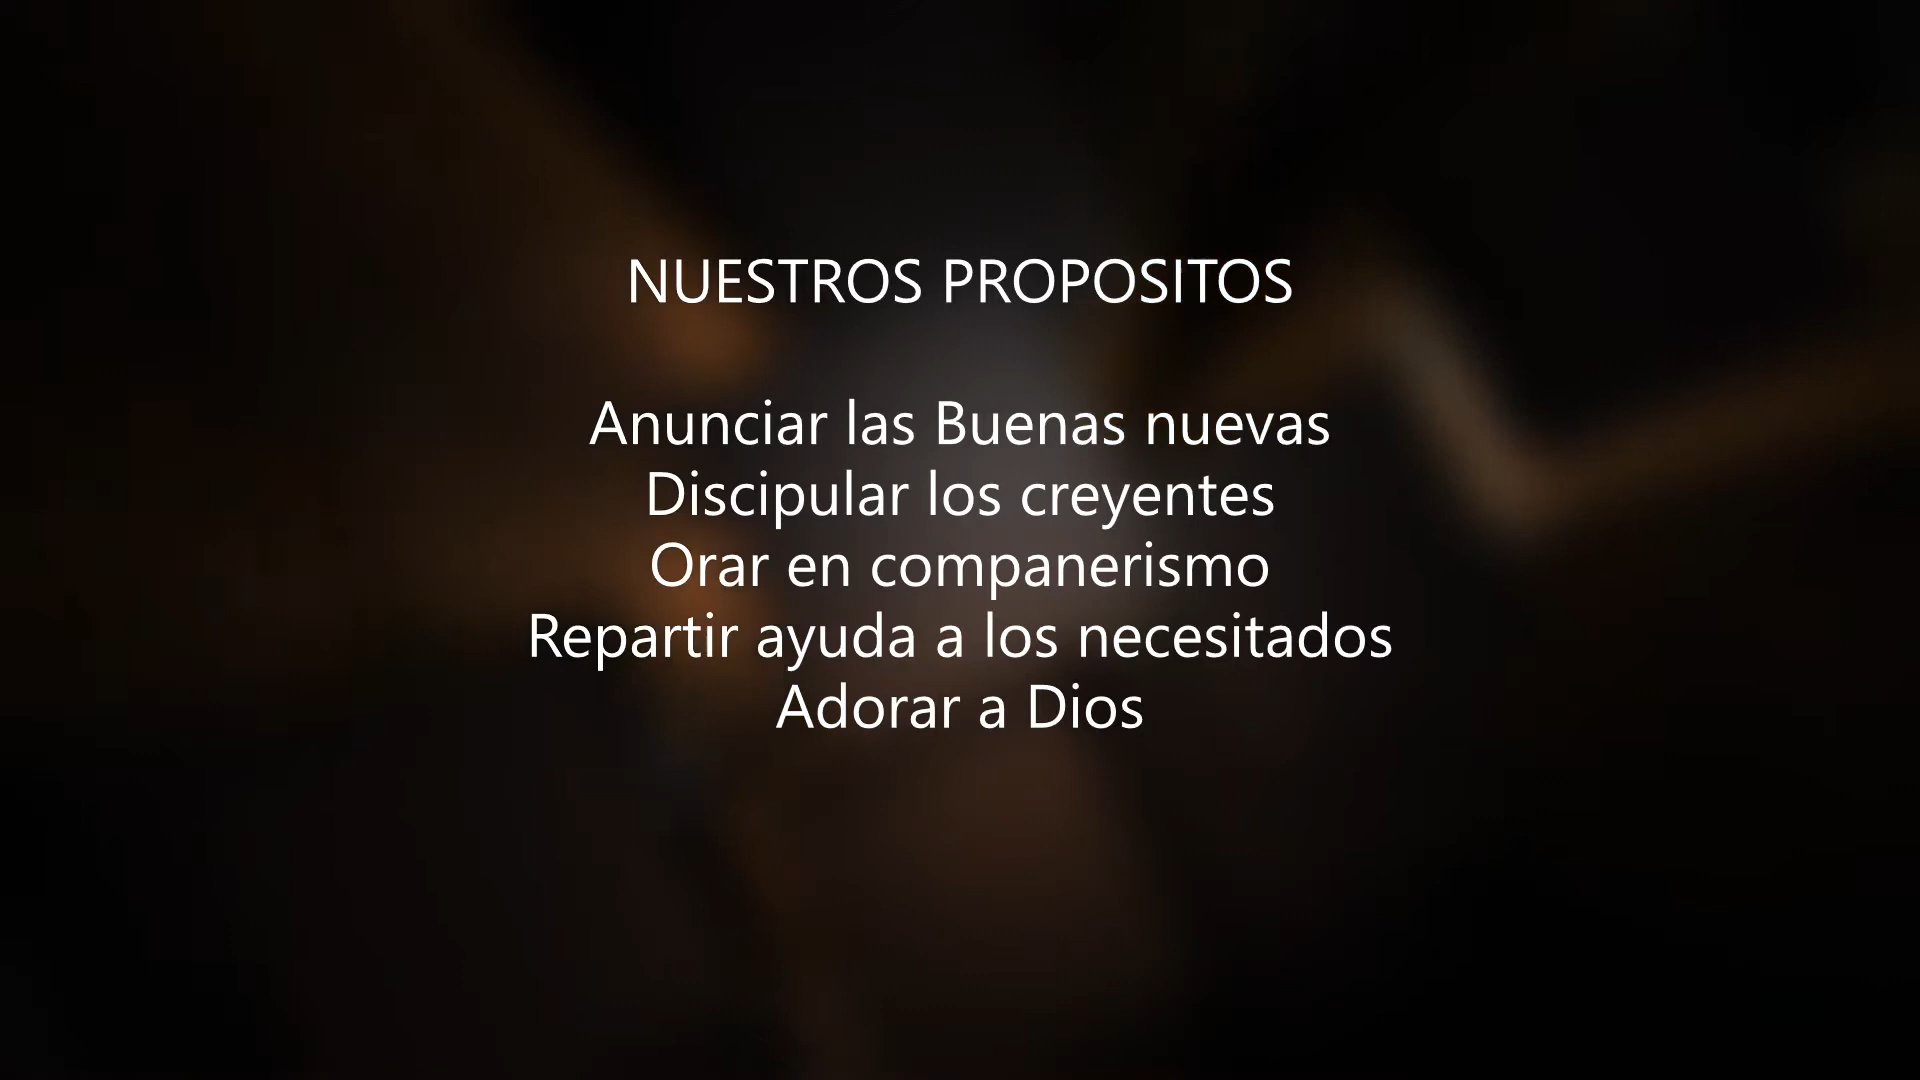 NUESTROS PROPOSITOS
Anunciar las Buenas nuevas
Discipular los creyentes
Orar en companerismo
Repartir ayuda a los necesitados
Adorar a Dios